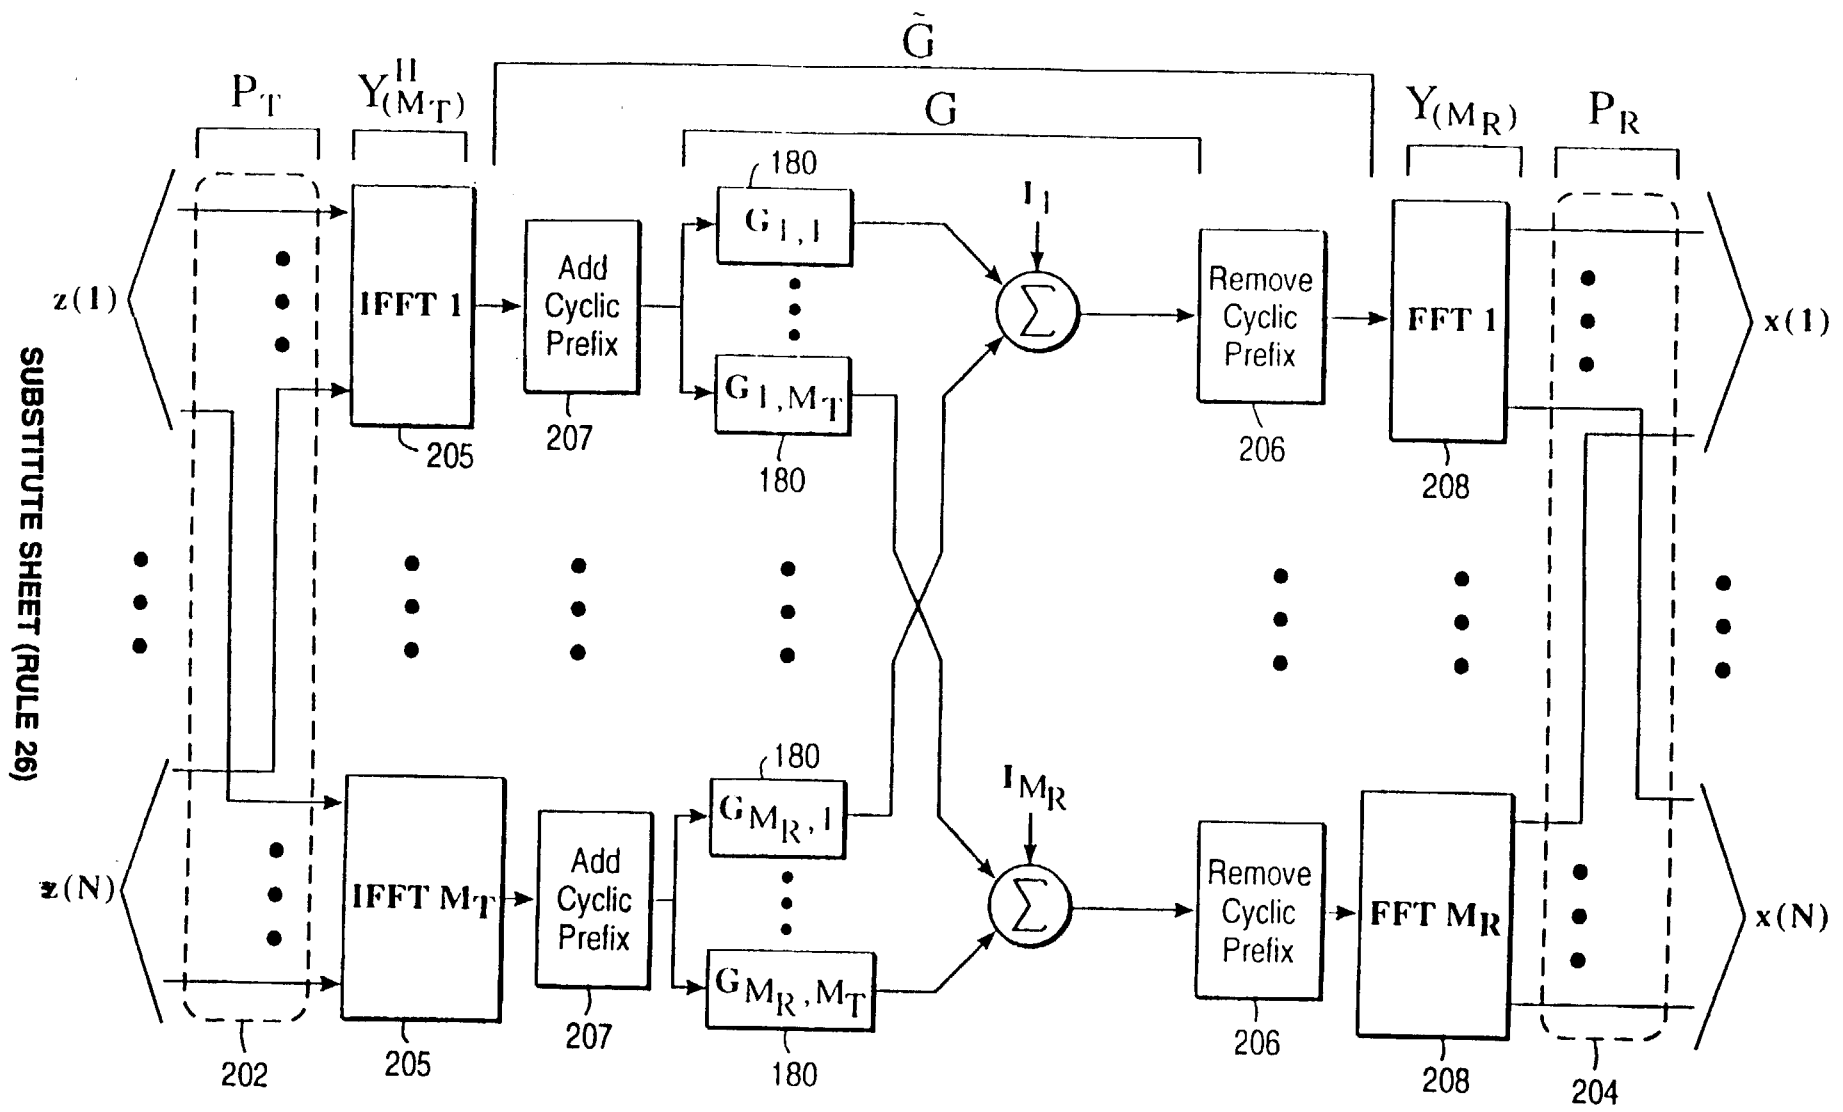 G̃
P_T
Y^H_(M_T)
G
Y_(M_R)
P_R
180
I_1
G_1,1
z(1)
IFFT 1
Add
Cyclic
Prefix
Σ
Remove
Cyclic
Prefix
FFT 1
x(1)
G_1,M_T
205
207
180
206
208
SUBSTITUTE SHEET (RULE 26)
180
I_M_R
G_M_R,1
z(N)
IFFT M_T
Add
Cyclic
Prefix
Σ
Remove
Cyclic
Prefix
FFT M_R
x(N)
G_M_R,M_T
202
205
207
180
206
208
204